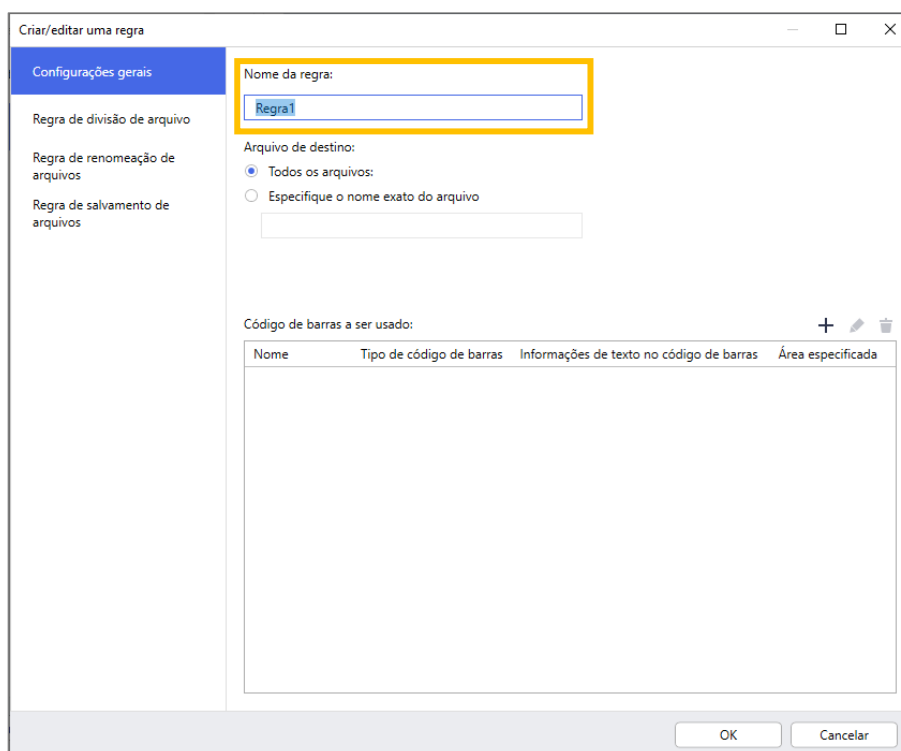 Criar/editar uma regra
Configurações gerais
Regra de divisão de arquivo
Regra de renomeação de
arquivos
Regra de salvamento de
arquivos
Nome da regra:
Regra1
Arquivo de destino:
Todos os arquivos:
Especifique o nome exato do arquivo
Código de barras a ser usado:
Nome Tipo de código de barras Informações de texto no código de barras Área especificada
OK Cancelar